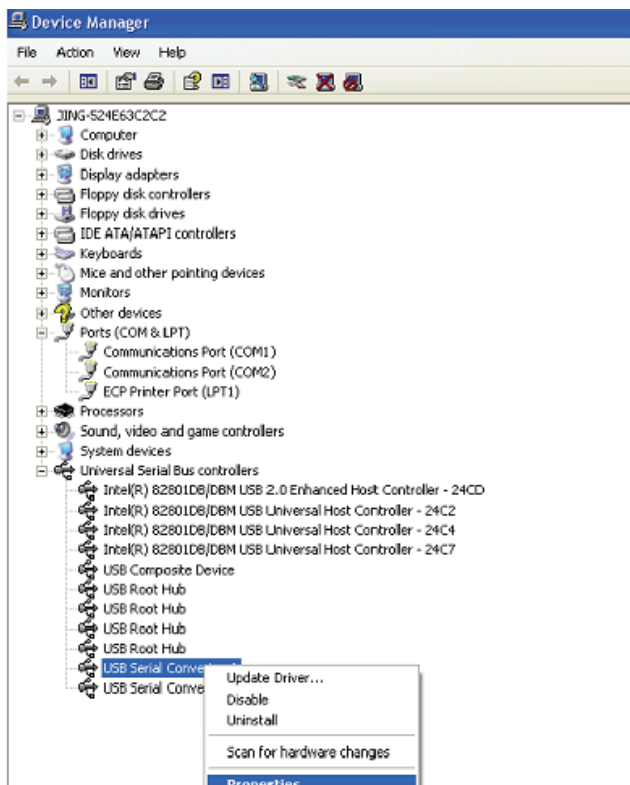 Device Manager
File Action View Help
JING-524E63C2C2
Computer
Disk drives
Display adapters
Floppy disk controllers
Floppy disk drives
IDE ATA/ATAPI controllers
Keyboards
Mice and other pointing devices
Monitors
Other devices
Ports (COM & LPT)
Communications Port (COM1)
Communications Port (COM2)
ECP Printer Port (LPT1)
Processors
Sound, video and game controllers
System devices
Universal Serial Bus controllers
Intel(R) 82801DB/DBM USB 2.0 Enhanced Host Controller - 24CD
Intel(R) 82801DB/DBM USB Universal Host Controller - 24C2
Intel(R) 82801DB/DBM USB Universal Host Controller - 24C4
Intel(R) 82801DB/DBM USB Universal Host Controller - 24C7
USB Composite Device
USB Root Hub
USB Root Hub
USB Root Hub
USB Root Hub
USB Serial Conve
USB Serial Conve
Update Driver...
Disable
Uninstall
Scan for hardware changes
Properties